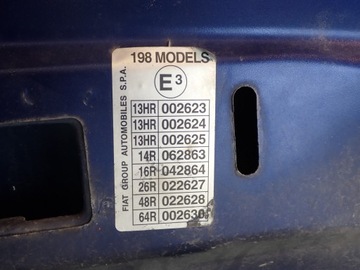 198 MODELS
E3
FIAT GROUP AUTOMOBILES S.P.A.
13HR 002623
13HR 002624
13HR 002625
14R 062863
16R 042864
26R 022627
48R 022628
64R 002630